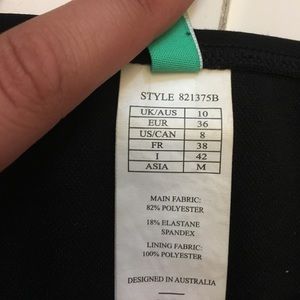 STYLE 821375B
UK/AUS 10
EUR 36
US/CAN 8
FR 38
I 42
ASIA M
MAIN FABRIC:
82% POLYESTER
18% ELASTANE
SPANDEX
LINING FABRIC:
100% POLYESTER
DESIGNED IN AUSTRALIA